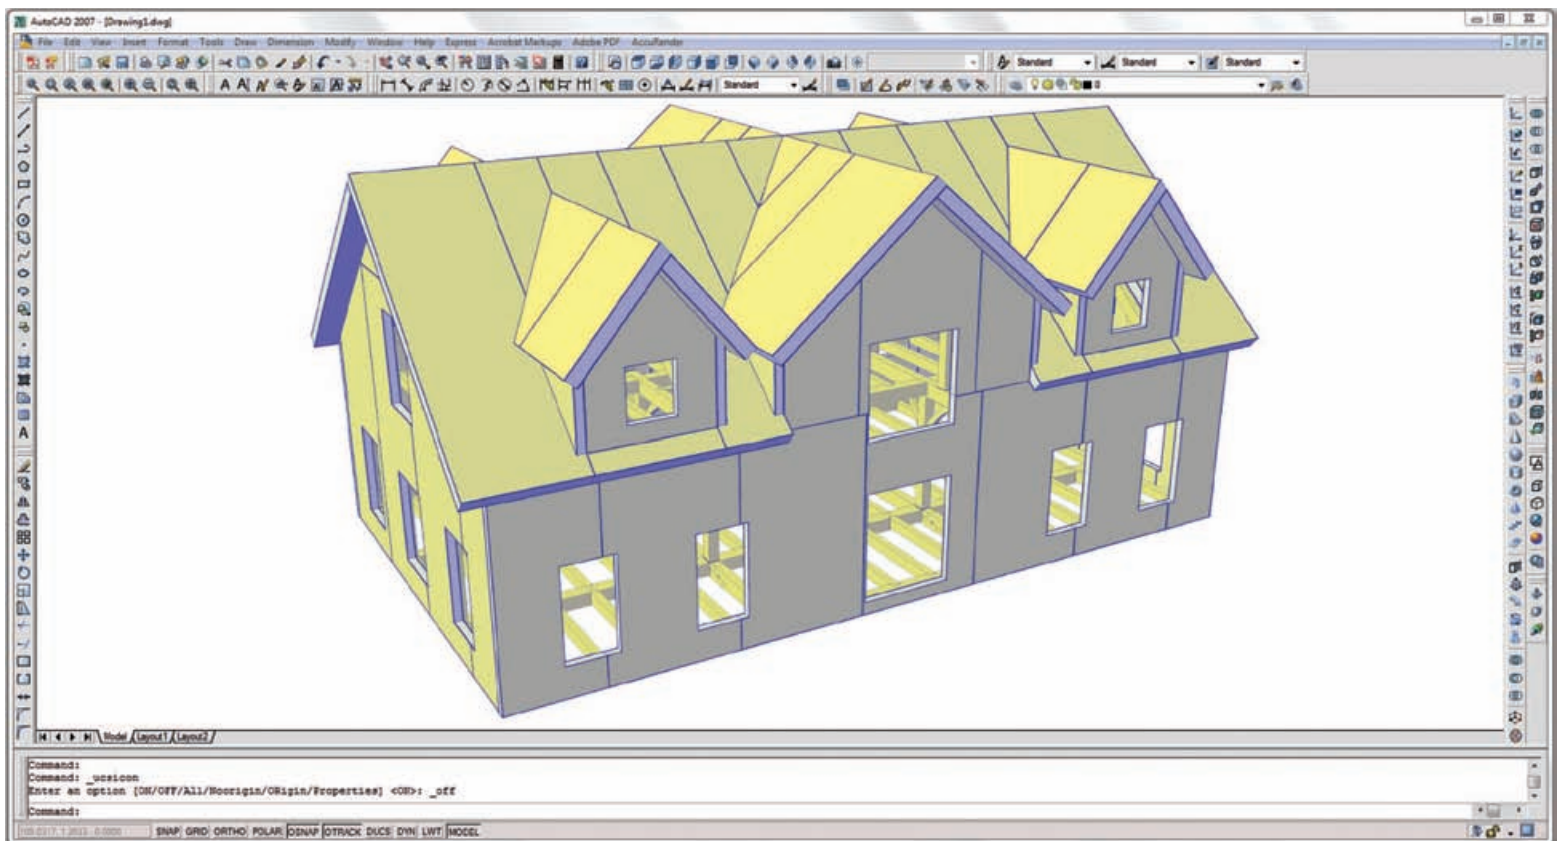 AutoCAD 2007 - [Drawing1.dwg]
File Edit View Insert Format Tools Draw Dimension Modify Window Help Express Acrobat Markups Adobe PDF AccuRender
Standard Standard Standard
A A Standard 0
A
Model Layout1 Layout2
Command:
Command: _ucsicon
Enter an option [ON/OFF/All/Noorigin/ORigin/Properties] <ON>: _off
Command:
SNAP GRID ORTHO POLAR OSNAP OTRACK DUCS DYN LWT MODEL